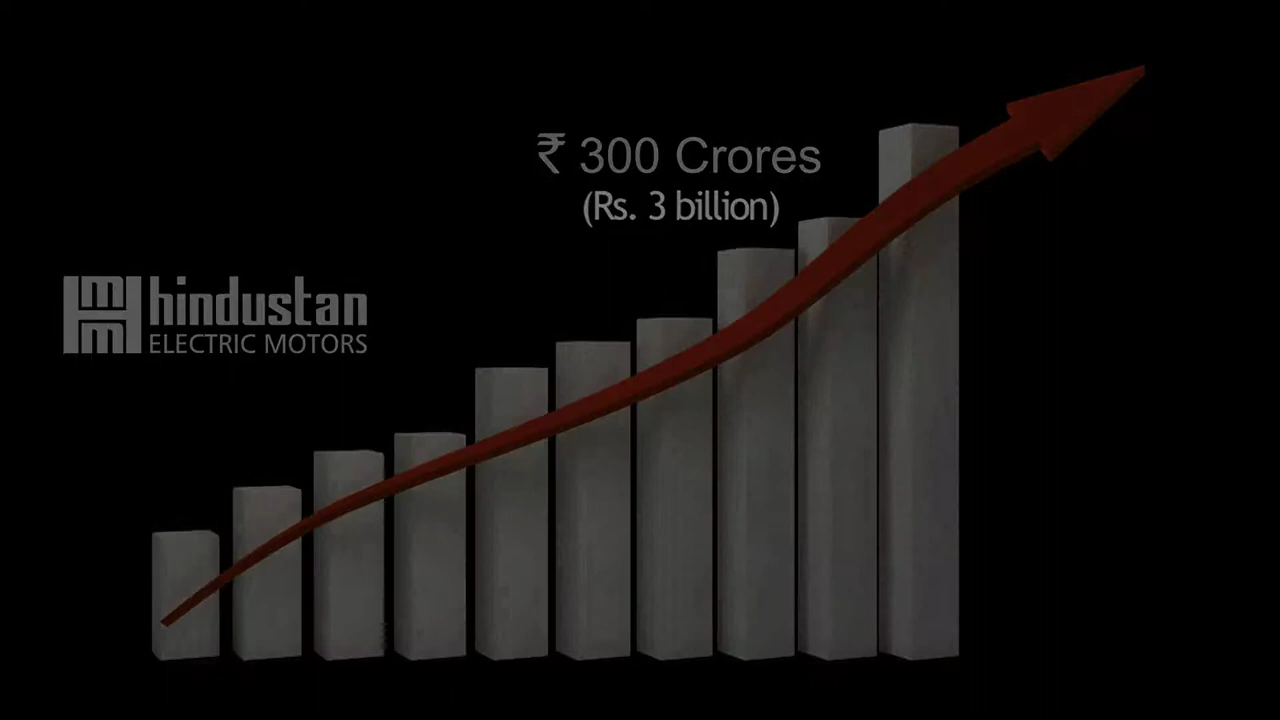 ₹ 300 Crores
(Rs. 3 billion)
hindustan
ELECTRIC MOTORS